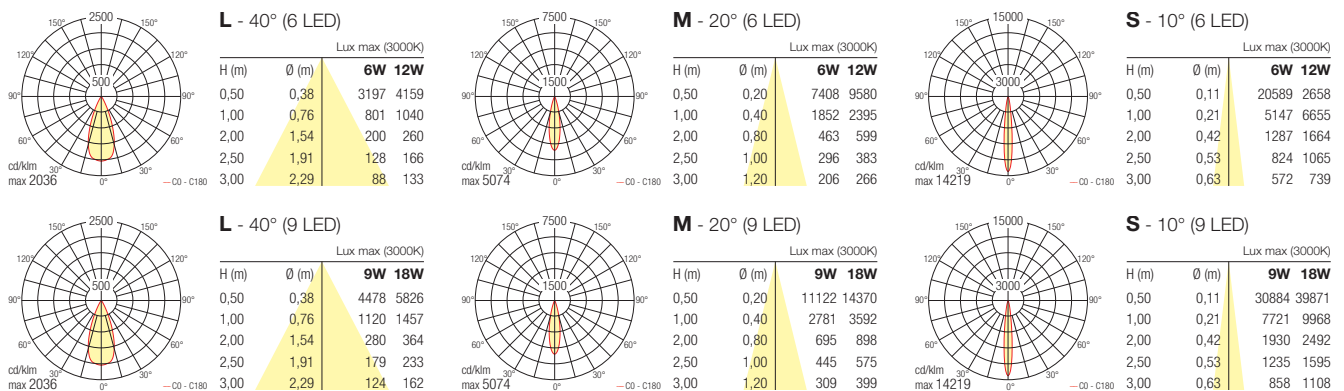 L - 40° (6 LED)
Lux max (3000K)
H (m) Ø (m) 6W 12W
0,50 0,38 3197 4159
1,00 0,76 801 1040
2,00 1,54 200 260
2,50 1,91 128 166
3,00 2,29 88 133
2500
150° 150°
120° 120°
500
90° 90°
60° 60°
cd/klm
30° 30°
max 2036 0° C0 - C180
M - 20° (6 LED)
Lux max (3000K)
H (m) Ø (m) 6W 12W
0,50 0,20 7408 9580
1,00 0,40 1852 2395
2,00 0,80 463 599
2,50 1,00 296 383
3,00 1,20 206 266
7500
150° 150°
120° 120°
1500
90° 90°
60° 60°
cd/klm
30° 30°
max 5074 0° C0 - C180
S - 10° (6 LED)
Lux max (3000K)
H (m) Ø (m) 6W 12W
0,50 0,11 20589 2658
1,00 0,21 5147 6655
2,00 0,42 1287 1664
2,50 0,53 824 1065
3,00 0,63 572 739
15000
150° 150°
120° 120°
3000
90° 90°
60° 60°
cd/klm
30° 30°
max 14219 0° C0 - C180
L - 40° (9 LED)
Lux max (3000K)
H (m) Ø (m) 9W 18W
0,50 0,38 4478 5826
1,00 0,76 1120 1457
2,00 1,54 280 364
2,50 1,91 179 233
3,00 2,29 124 162
2500
150° 150°
120° 120°
500
90° 90°
60° 60°
cd/klm
30° 30°
max 2036 0° C0 - C180
M - 20° (9 LED)
Lux max (3000K)
H (m) Ø (m) 9W 18W
0,50 0,20 11122 14370
1,00 0,40 2781 3592
2,00 0,80 695 898
2,50 1,00 445 575
3,00 1,20 309 399
7500
150° 150°
120° 120°
1500
90° 90°
60° 60°
cd/klm
30° 30°
max 5074 0° C0 - C180
S - 10° (9 LED)
Lux max (3000K)
H (m) Ø (m) 9W 18W
0,50 0,11 30884 39871
1,00 0,21 7721 9968
2,00 0,42 1930 2492
2,50 0,53 1235 1595
3,00 0,63 858 1108
15000
150° 150°
120° 120°
3000
90° 90°
60° 60°
cd/klm
30° 30°
max 14219 0° C0 - C180